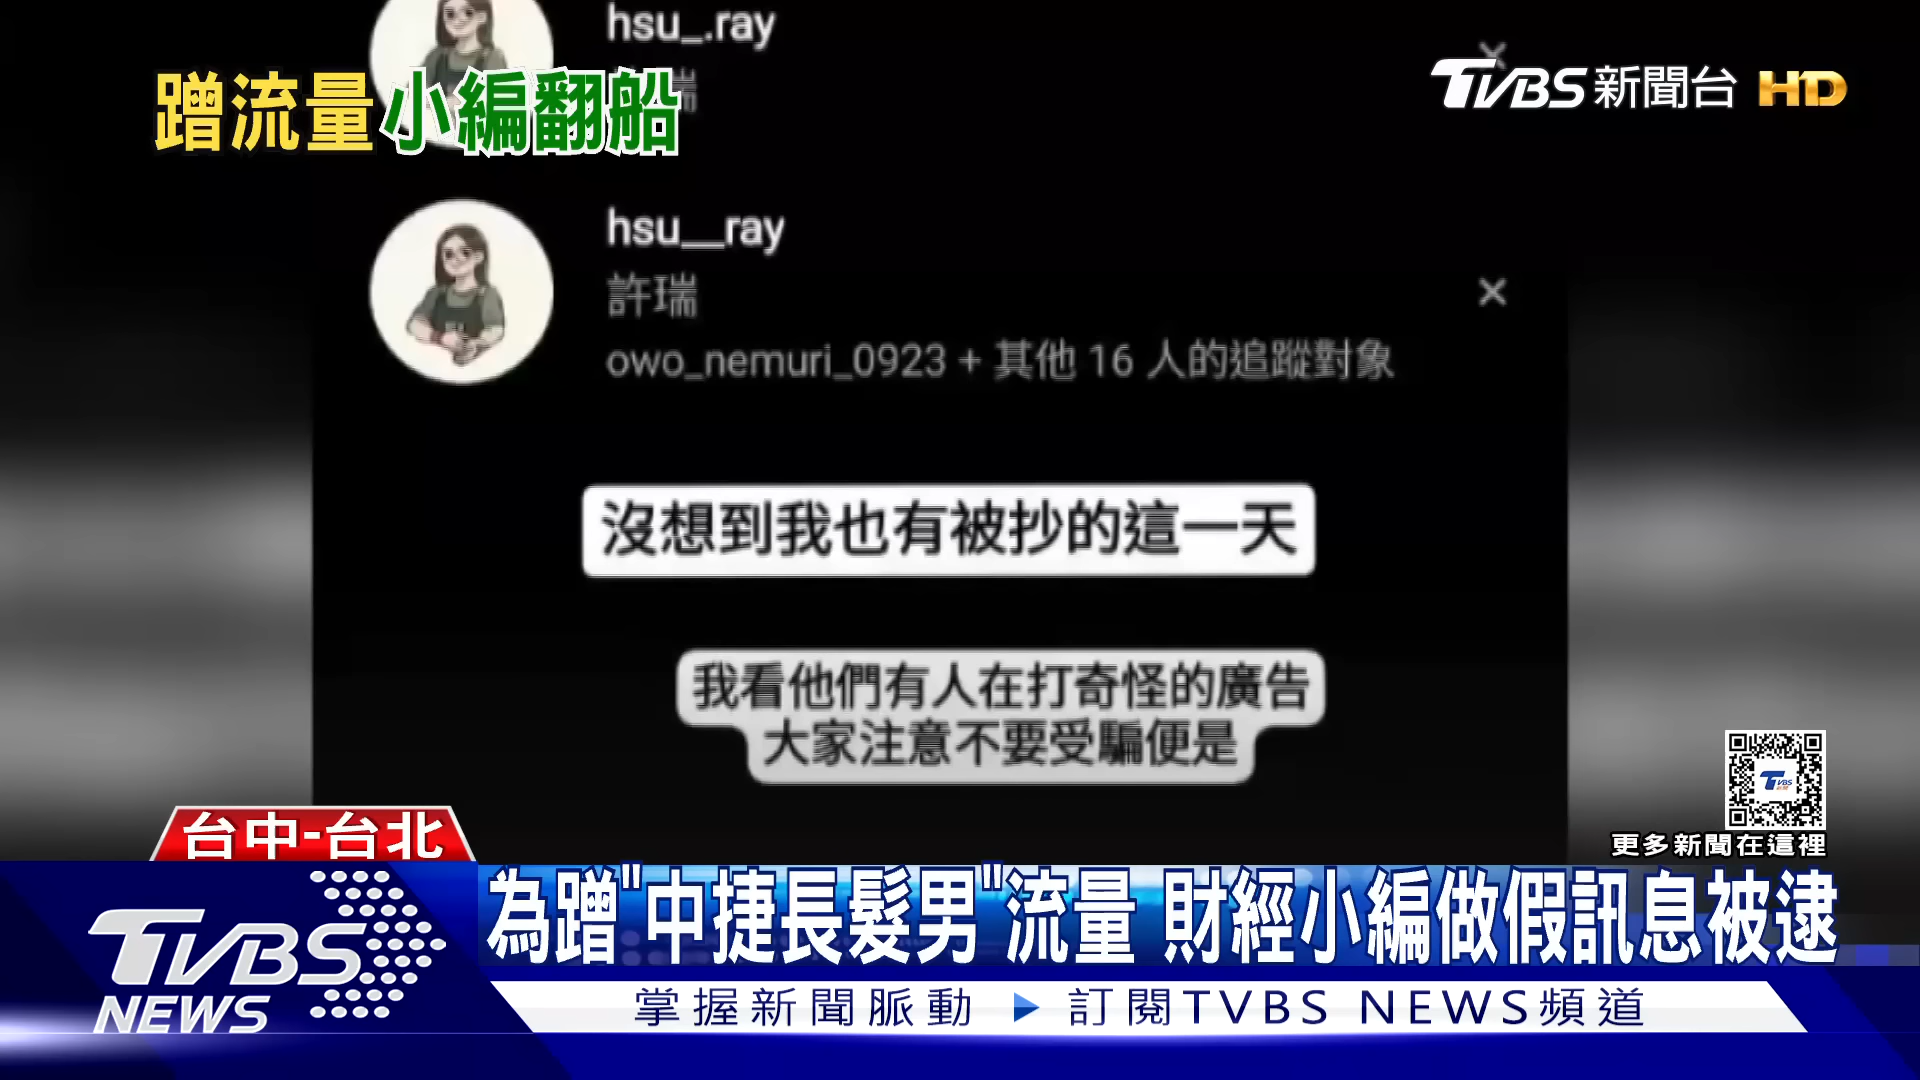 hsu_.ray
瑞
蹭流量小編翻船
TVBS新聞台 HD
hsu__ray
許瑞
owo_nemuri_0923 + 其他 16 人的追蹤對象
沒想到我也有被抄的這一天
我看他們有人在打奇怪的廣告
大家注意不要受騙便是
TVBS
更多新聞在這裡
台中-台北
為蹭"中捷長髮男"流量 財經小編做假訊息被逮
TVBS
NEWS
掌握新聞脈動 ▶ 訂閱TVBS NEWS頻道